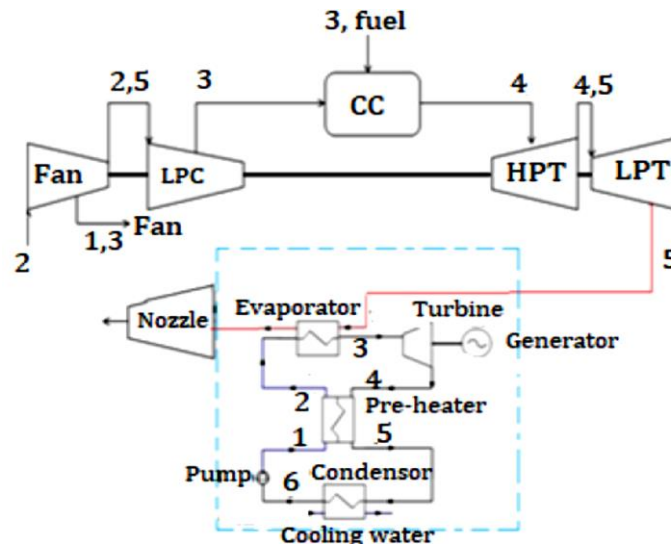 3, fuel
2,5
3
CC
4
4,5
Fan
LPC
HPT
LPT
Fan
1,3
2
5
Evaporator
Turbine
Nozzle
Generator
3
4
2
Pre-heater
1
5
Pump
6
Condensor
Cooling water